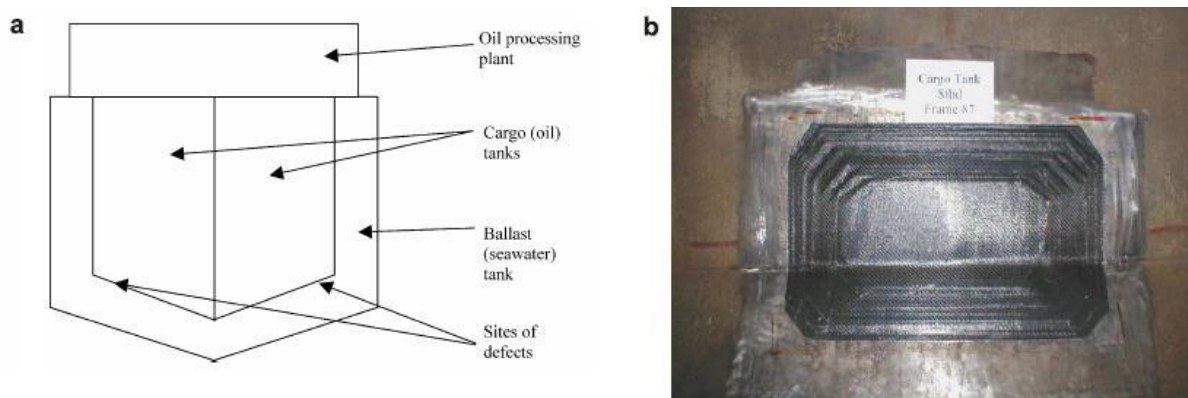 a
Oil processing
plant
Cargo (oil)
tanks
Ballast
(seawater)
tank
Sites of
defects
b
Cargo Tank
Stbd
Frame 87